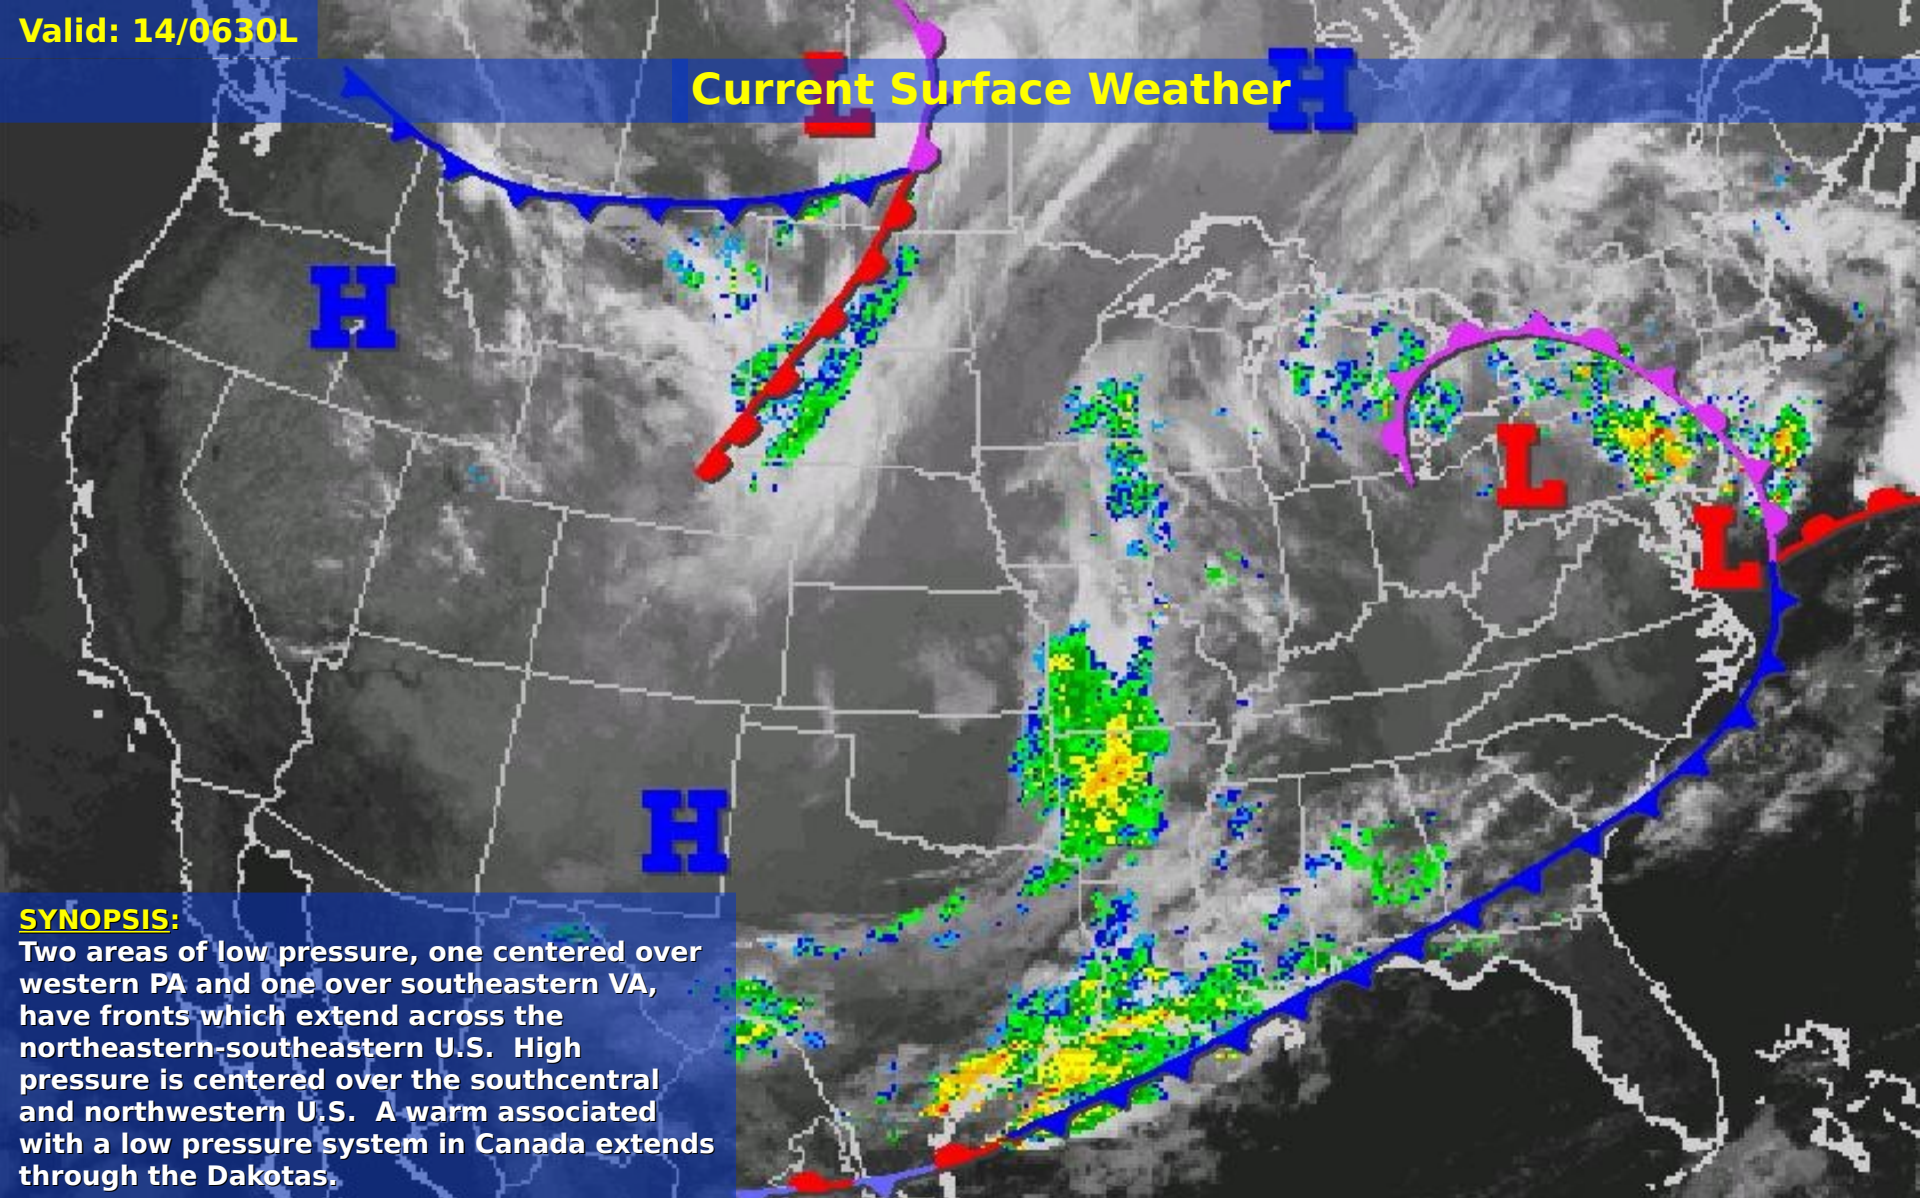 Valid: 14/0630L
Current Surface Weather
L
H
H
L
L
H
SYNOPSIS:
Two areas of low pressure, one centered over
western PA and one over southeastern VA,
have fronts which extend across the
northeastern-southeastern U.S.  High
pressure is centered over the southcentral
and northwestern U.S.  A warm associated
with a low pressure system in Canada extends
through the Dakotas.